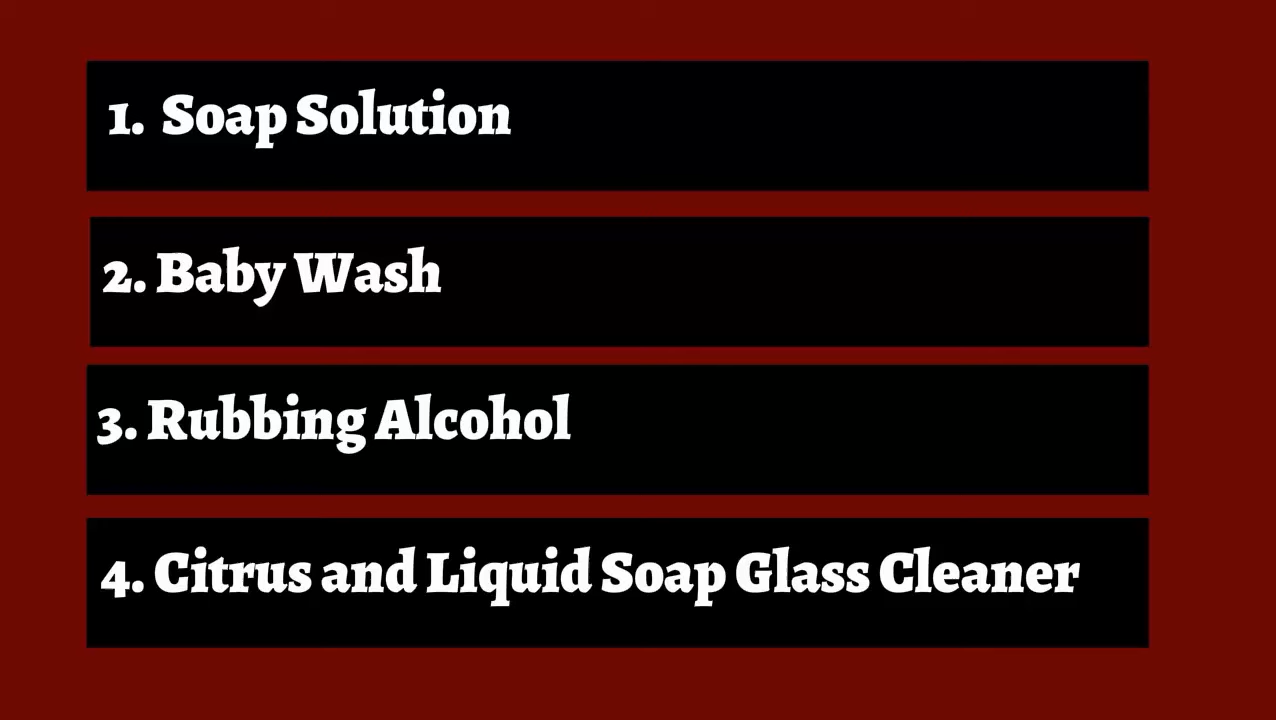 1. Soap Solution
2. Baby Wash
3. Rubbing Alcohol
4. Citrus and Liquid Soap Glass Cleaner